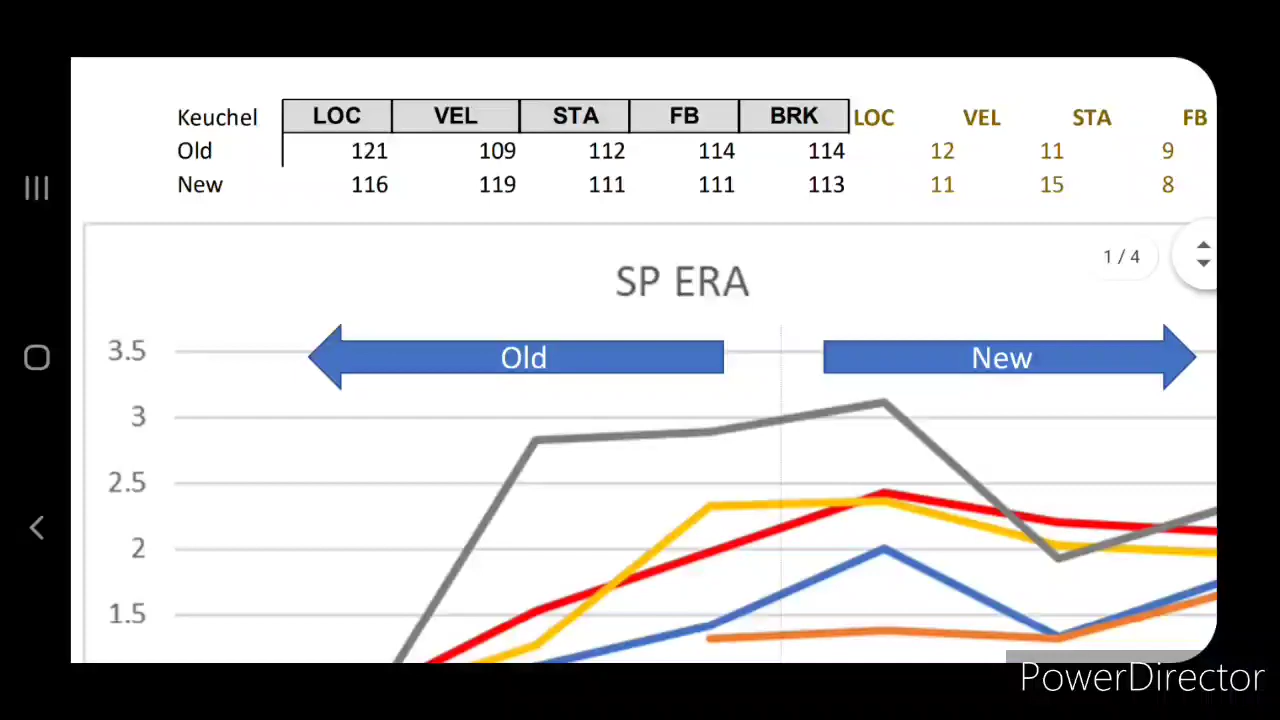 Keuchel LOC VEL STA FB BRK LOC VEL STA FB
Old 121 109 112 114 114 12 11 9
New 116 119 111 111 113 11 15 8
1 / 4
SP ERA
Old New
3.5
3
2.5
2
1.5
PowerDirector